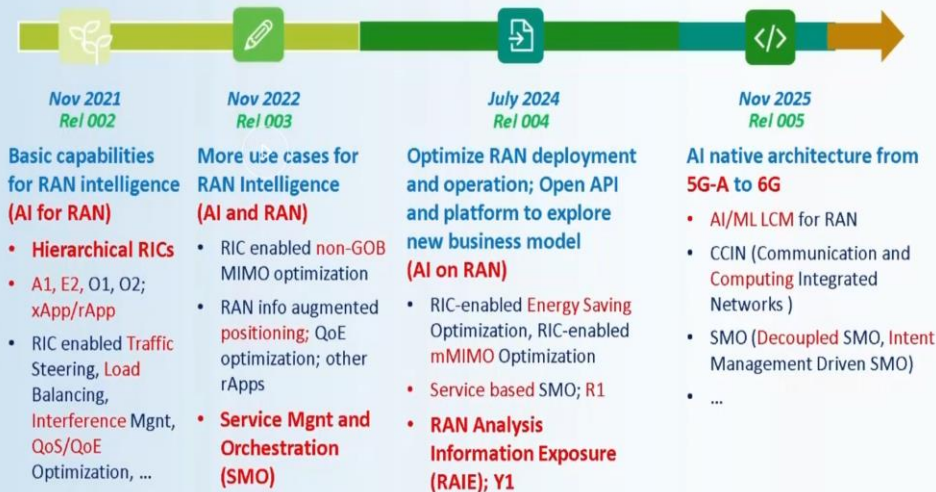 Nov 2021
Rel 002
Basic capabilities
for RAN intelligence
(AI for RAN)
• Hierarchical RICs
• A1, E2, O1, O2;
xApp/rApp
• RIC enabled Traffic
Steering, Load
Balancing,
Interference Mgnt,
QoS/QoE
Optimization, ...
Nov 2022
Rel 003
More use cases for
RAN Intelligence
(AI and RAN)
• RIC enabled non-GOB
MIMO optimization
• RAN info augmented
positioning; QoE
optimization; other
rApps
• Service Mgnt and
Orchestration
(SMO)
July 2024
Rel 004
Optimize RAN deployment
and operation; Open API
and platform to explore
new business model
(AI on RAN)
• RIC-enabled Energy Saving
Optimization, RIC-enabled
mMIMO Optimization
• Service based SMO; R1
• RAN Analysis
Information Exposure
(RAIE); Y1
</>
Nov 2025
Rel 005
AI native architecture from
5G-A to 6G
• AI/ML LCM for RAN
• CCIN (Communication and
Computing Integrated
Networks )
• SMO (Decoupled SMO, Intent
Management Driven SMO)
• ...